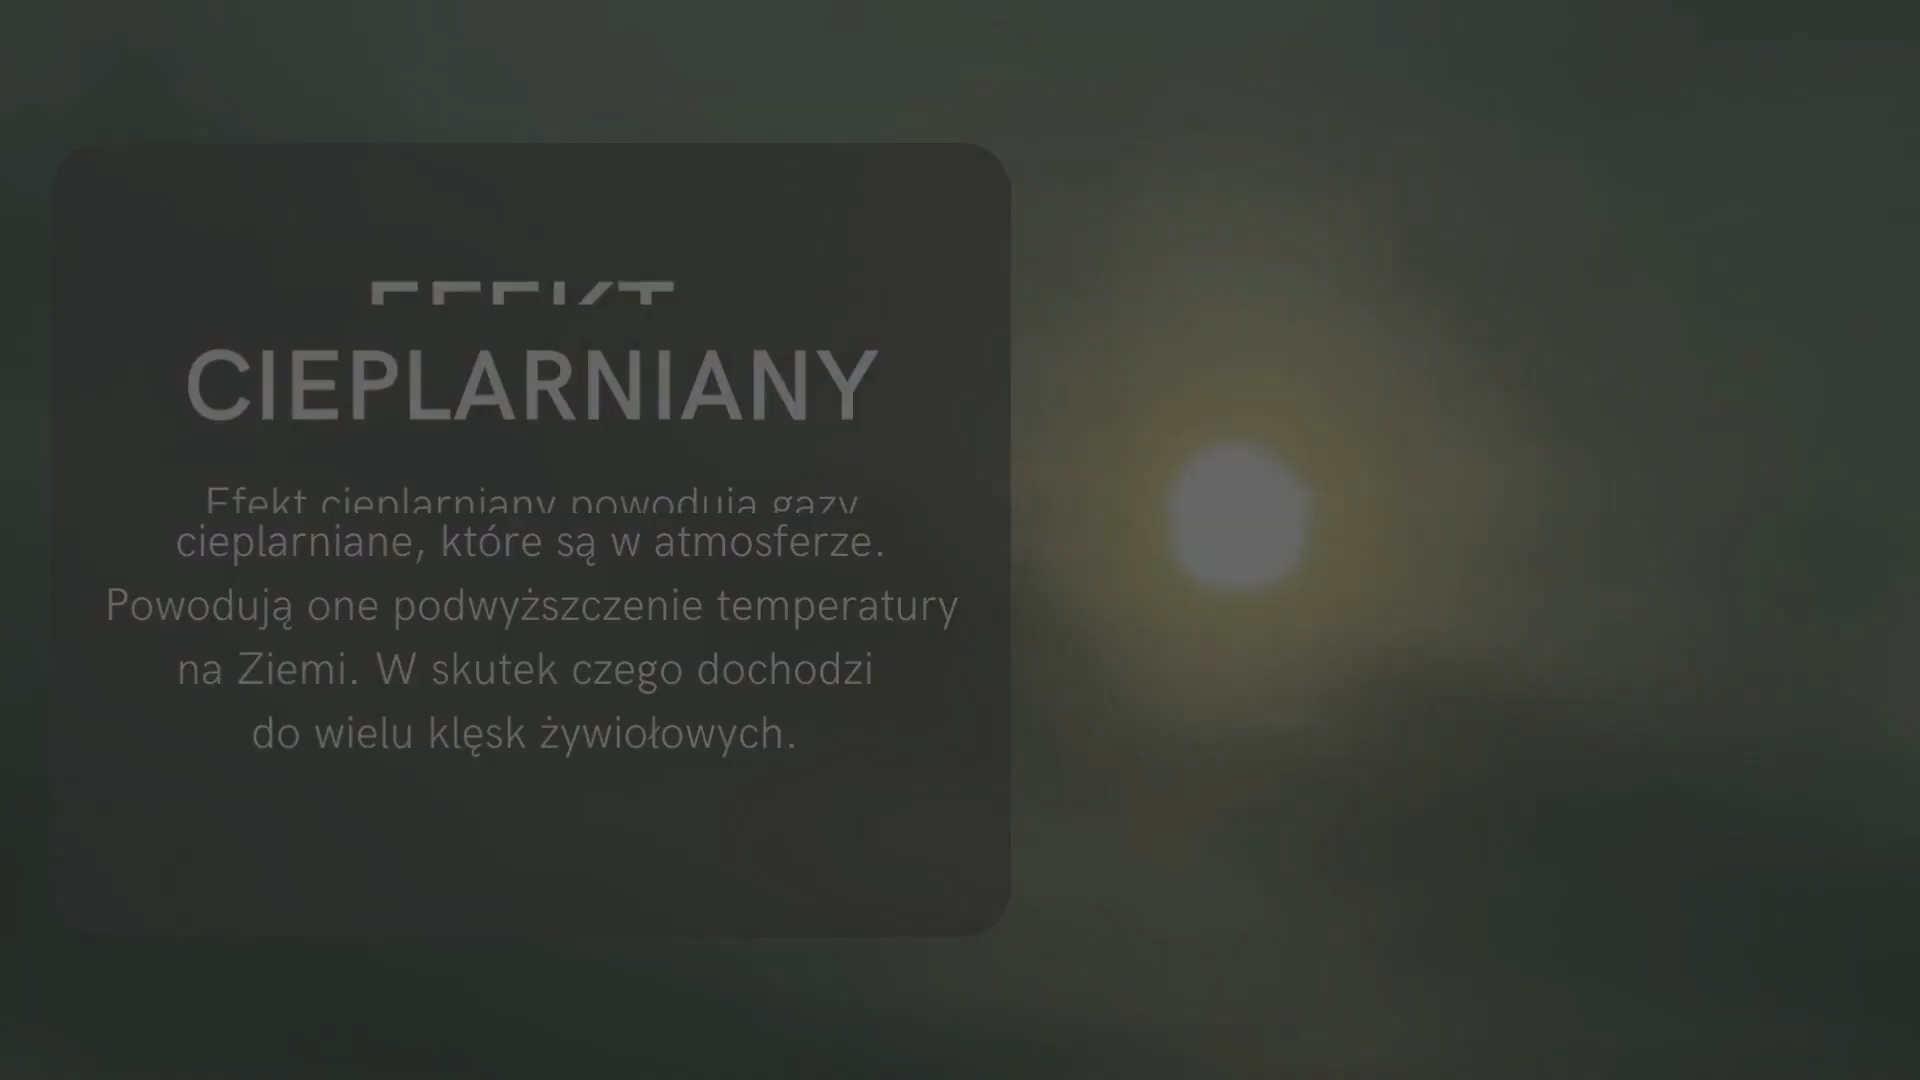 EFEKT
CIEPLARNIANY
Efekt cieplarniany powodują gazy
cieplarniane, które są w atmosferze.
Powodują one podwyższczenie temperatury
na Ziemi. W skutek czego dochodzi
do wielu klęsk żywiołowych.